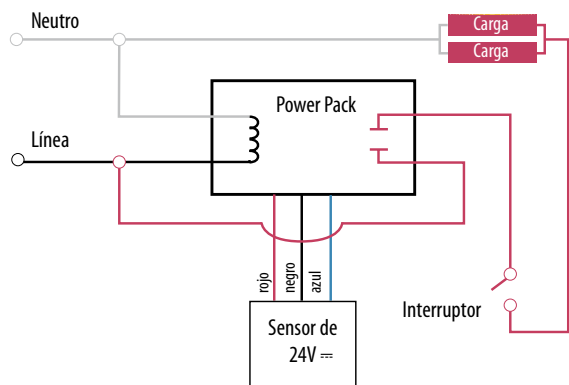 Neutro
Carga
Carga
Power Pack
Línea
rojo
negro
azul
Interruptor
Sensor de
24V ⎓